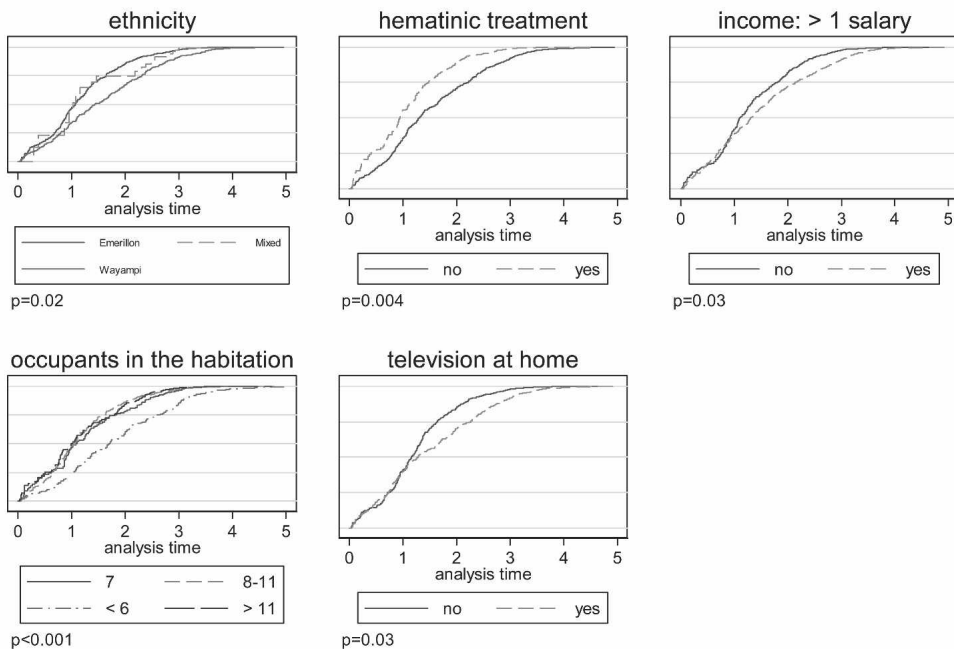 ethnicity
0 1 2 3 4 5
analysis time
Emerillon Mixed
Wayampi
p=0.02
hematinic treatment
0 1 2 3 4 5
analysis time
no yes
p=0.004
income: > 1 salary
0 1 2 3 4 5
analysis time
no yes
p=0.03
occupants in the habitation
0 1 2 3 4 5
analysis time
7 8-11
< 6 > 11
p<0.001
television at home
0 1 2 3 4 5
analysis time
no yes
p=0.03